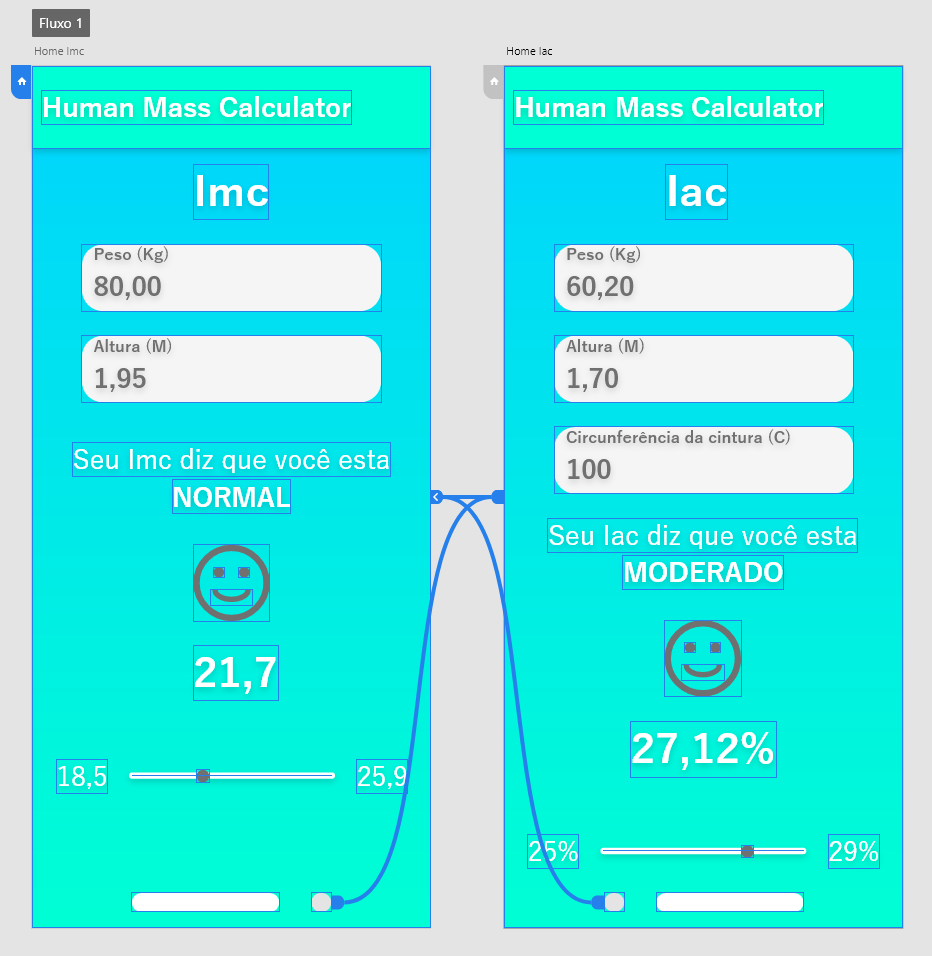 Fluxo 1
Home Imc
Human Mass Calculator
Imc
Peso (Kg)
80,00
Altura (M)
1,95
Seu Imc diz que você esta
NORMAL
21,7
18,5
25,9
Home Iac
Human Mass Calculator
Iac
Peso (Kg)
60,20
Altura (M)
1,70
Circunferência da cintura (C)
100
Seu Iac diz que você esta
MODERADO
27,12%
25%
29%